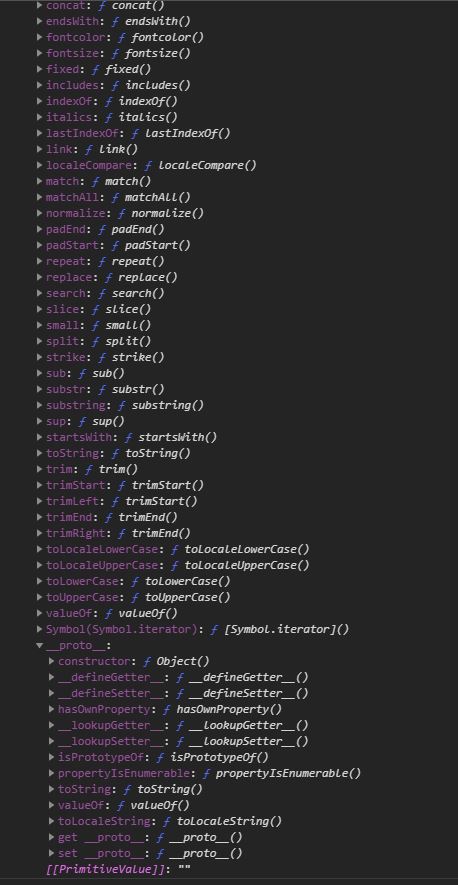 concat: ƒ concat()
endsWith: ƒ endsWith()
fontcolor: ƒ fontcolor()
fontsize: ƒ fontsize()
fixed: ƒ fixed()
includes: ƒ includes()
indexOf: ƒ indexOf()
italics: ƒ italics()
lastIndexOf: ƒ lastIndexOf()
link: ƒ link()
localeCompare: ƒ localeCompare()
match: ƒ match()
matchAll: ƒ matchAll()
normalize: ƒ normalize()
padEnd: ƒ padEnd()
padStart: ƒ padStart()
repeat: ƒ repeat()
replace: ƒ replace()
search: ƒ search()
slice: ƒ slice()
small: ƒ small()
split: ƒ split()
strike: ƒ strike()
sub: ƒ sub()
substr: ƒ substr()
substring: ƒ substring()
sup: ƒ sup()
startsWith: ƒ startsWith()
toString: ƒ toString()
trim: ƒ trim()
trimStart: ƒ trimStart()
trimLeft: ƒ trimStart()
trimEnd: ƒ trimEnd()
trimRight: ƒ trimEnd()
toLocaleLowerCase: ƒ toLocaleLowerCase()
toLocaleUpperCase: ƒ toLocaleUpperCase()
toLowerCase: ƒ toLowerCase()
toUpperCase: ƒ toUpperCase()
valueOf: ƒ valueOf()
Symbol(Symbol.iterator): ƒ [Symbol.iterator]()
__proto__:
constructor: ƒ Object()
__defineGetter__: ƒ __defineGetter__()
__defineSetter__: ƒ __defineSetter__()
hasOwnProperty: ƒ hasOwnProperty()
__lookupGetter__: ƒ __lookupGetter__()
__lookupSetter__: ƒ __lookupSetter__()
isPrototypeOf: ƒ isPrototypeOf()
propertyIsEnumerable: ƒ propertyIsEnumerable()
toString: ƒ toString()
valueOf: ƒ valueOf()
toLocaleString: ƒ toLocaleString()
get __proto__: ƒ __proto__()
set __proto__: ƒ __proto__()
[[PrimitiveValue]]: ""